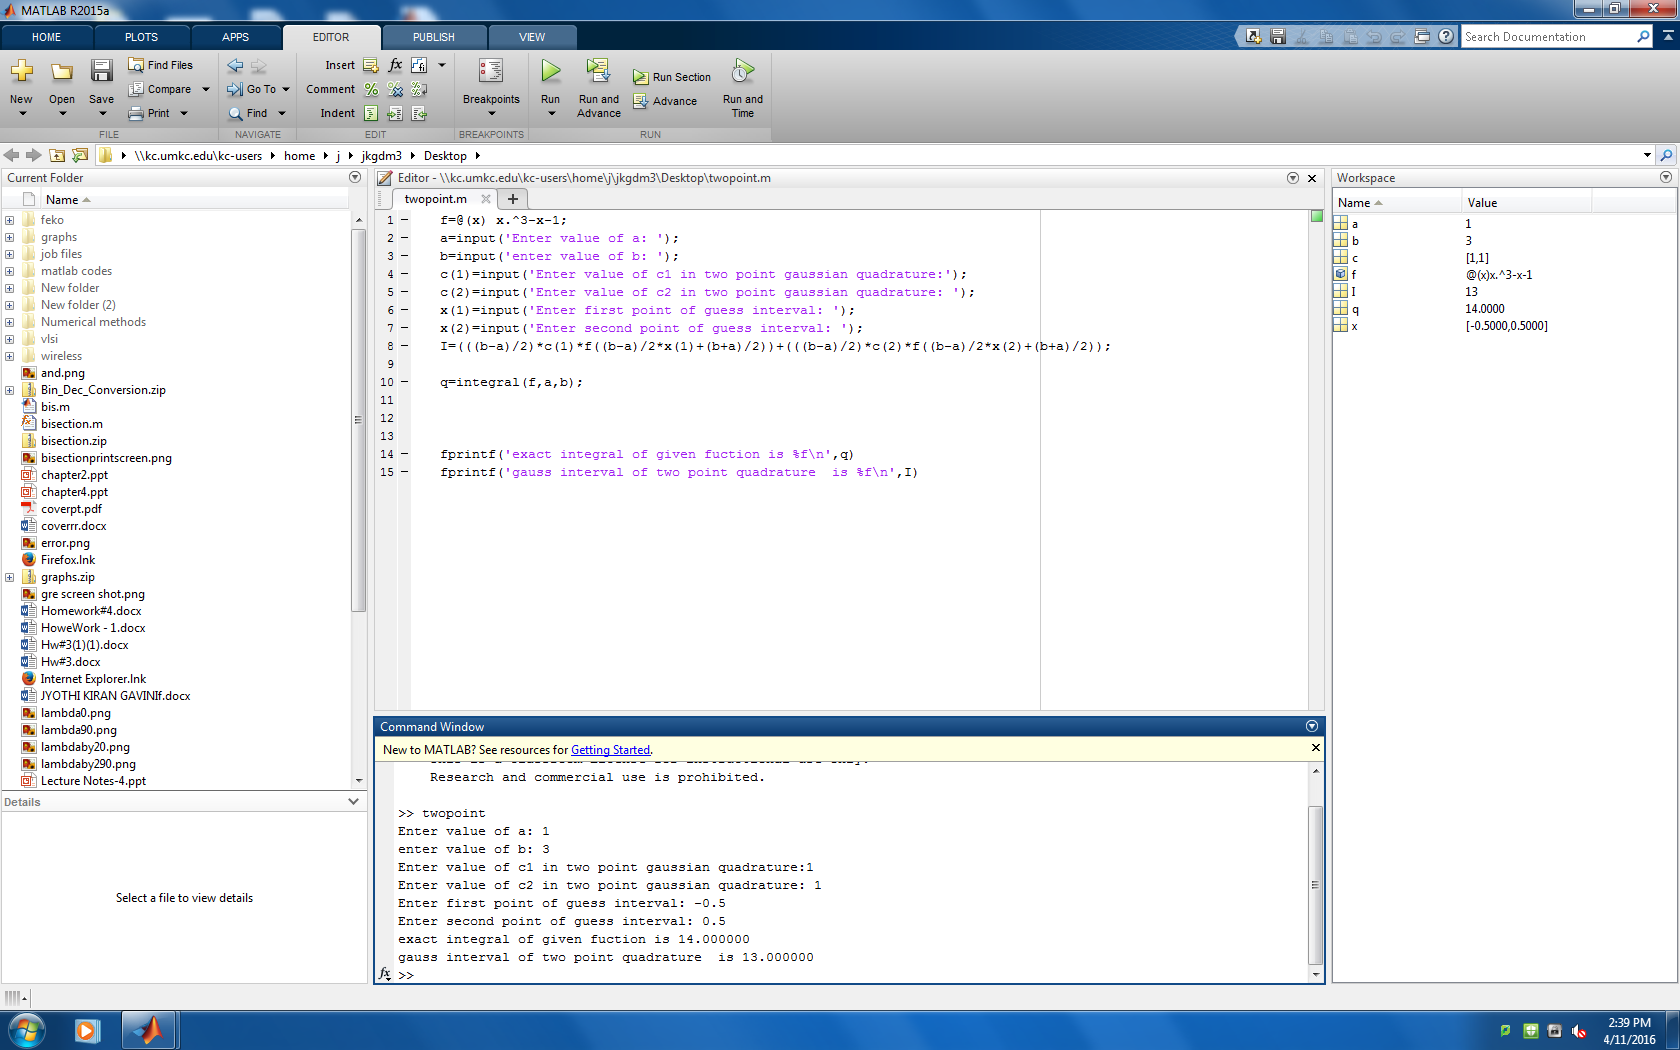 MATLAB R2015a
HOME PLOTS APPS EDITOR PUBLISH VIEW
Search Documentation
New Open Save
Find Files
Compare
Print
FILE
Go To
Find
NAVIGATE
Insert fx
Comment
Indent
EDIT
Breakpoints
BREAKPOINTS
Run
Run and Advance
Run Section
Advance
Run and Time
RUN
\\kc.umkc.edu\kc-users home j jkgdm3 Desktop
Current Folder
Name
feko
graphs
job files
matlab codes
New folder
New folder (2)
Numerical methods
vlsi
wireless
and.png
Bin_Dec_Conversion.zip
bis.m
bisection.m
bisection.zip
bisectionprintscreen.png
chapter2.ppt
chapter4.ppt
coverpt.pdf
coverrr.docx
error.png
Firefox.lnk
graphs.zip
gre screen shot.png
Homework#4.docx
HoweWork - 1.docx
Hw#3(1)(1).docx
Hw#3.docx
Internet Explorer.lnk
JYOTHI KIRAN GAVINIf.docx
lambda0.png
lambda90.png
lambdaby20.png
lambdaby290.png
Lecture Notes-4.ppt
Details
Select a file to view details
Editor - \\kc.umkc.edu\kc-users\home\j\jkgdm3\Desktop\twopoint.m
twopoint.m
1 f=@(x) x.^3-x-1;
2 a=input('Enter value of a: ');
3 b=input('enter value of b: ');
4 c(1)=input('Enter value of c1 in two point gaussian quadrature:');
5 c(2)=input('Enter value of c2 in two point gaussian quadrature: ');
6 x(1)=input('Enter first point of guess interval: ');
7 x(2)=input('Enter second point of guess interval: ');
8 I=(((b-a)/2)*c(1)*f((b-a)/2*x(1)+(b+a)/2))+(((b-a)/2)*c(2)*f((b-a)/2*x(2)+(b+a)/2));
9
10 q=integral(f,a,b);
11
12
13
14 fprintf('exact integral of given fuction is %f\n',q)
15 fprintf('gauss interval of two point quadrature  is %f\n',I)
Command Window
New to MATLAB? See resources for Getting Started.
Research and commercial use is prohibited.
>> twopoint
Enter value of a: 1
enter value of b: 3
Enter value of c1 in two point gaussian quadrature:1
Enter value of c2 in two point gaussian quadrature: 1
Enter first point of guess interval: -0.5
Enter second point of guess interval: 0.5
exact integral of given fuction is 14.000000
gauss interval of two point quadrature  is 13.000000
fx >>
Workspace
Name Value
a 1
b 3
c [1,1]
f @(x)x.^3-x-1
I 13
q 14.0000
x [-0.5000,0.5000]
2:39 PM
4/11/2016